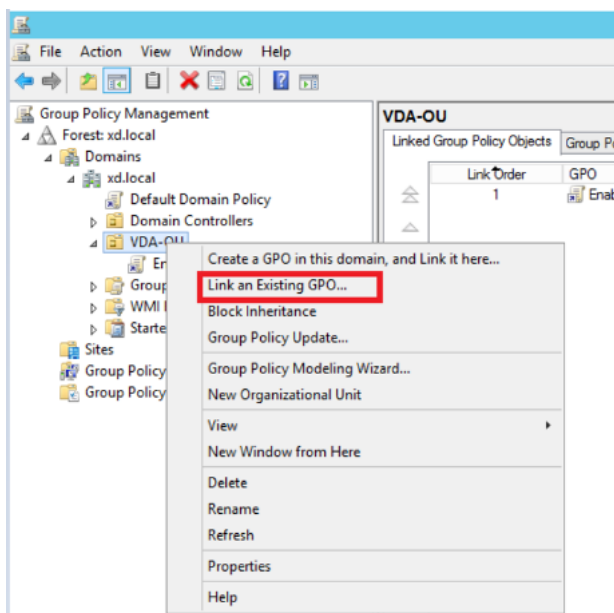 File Action View Window Help
Group Policy Management
Forest: xd.local
Domains
xd.local
Default Domain Policy
Domain Controllers
VDA-OU
Er
Group
WMI
Starte
Sites
Group Policy
Group Policy
VDA-OU
Linked Group Policy Objects Group Po
Link Order GPO
1 Enab
Create a GPO in this domain, and Link it here...
Link an Existing GPO...
Block Inheritance
Group Policy Update...
Group Policy Modeling Wizard...
New Organizational Unit
View
New Window from Here
Delete
Rename
Refresh
Properties
Help